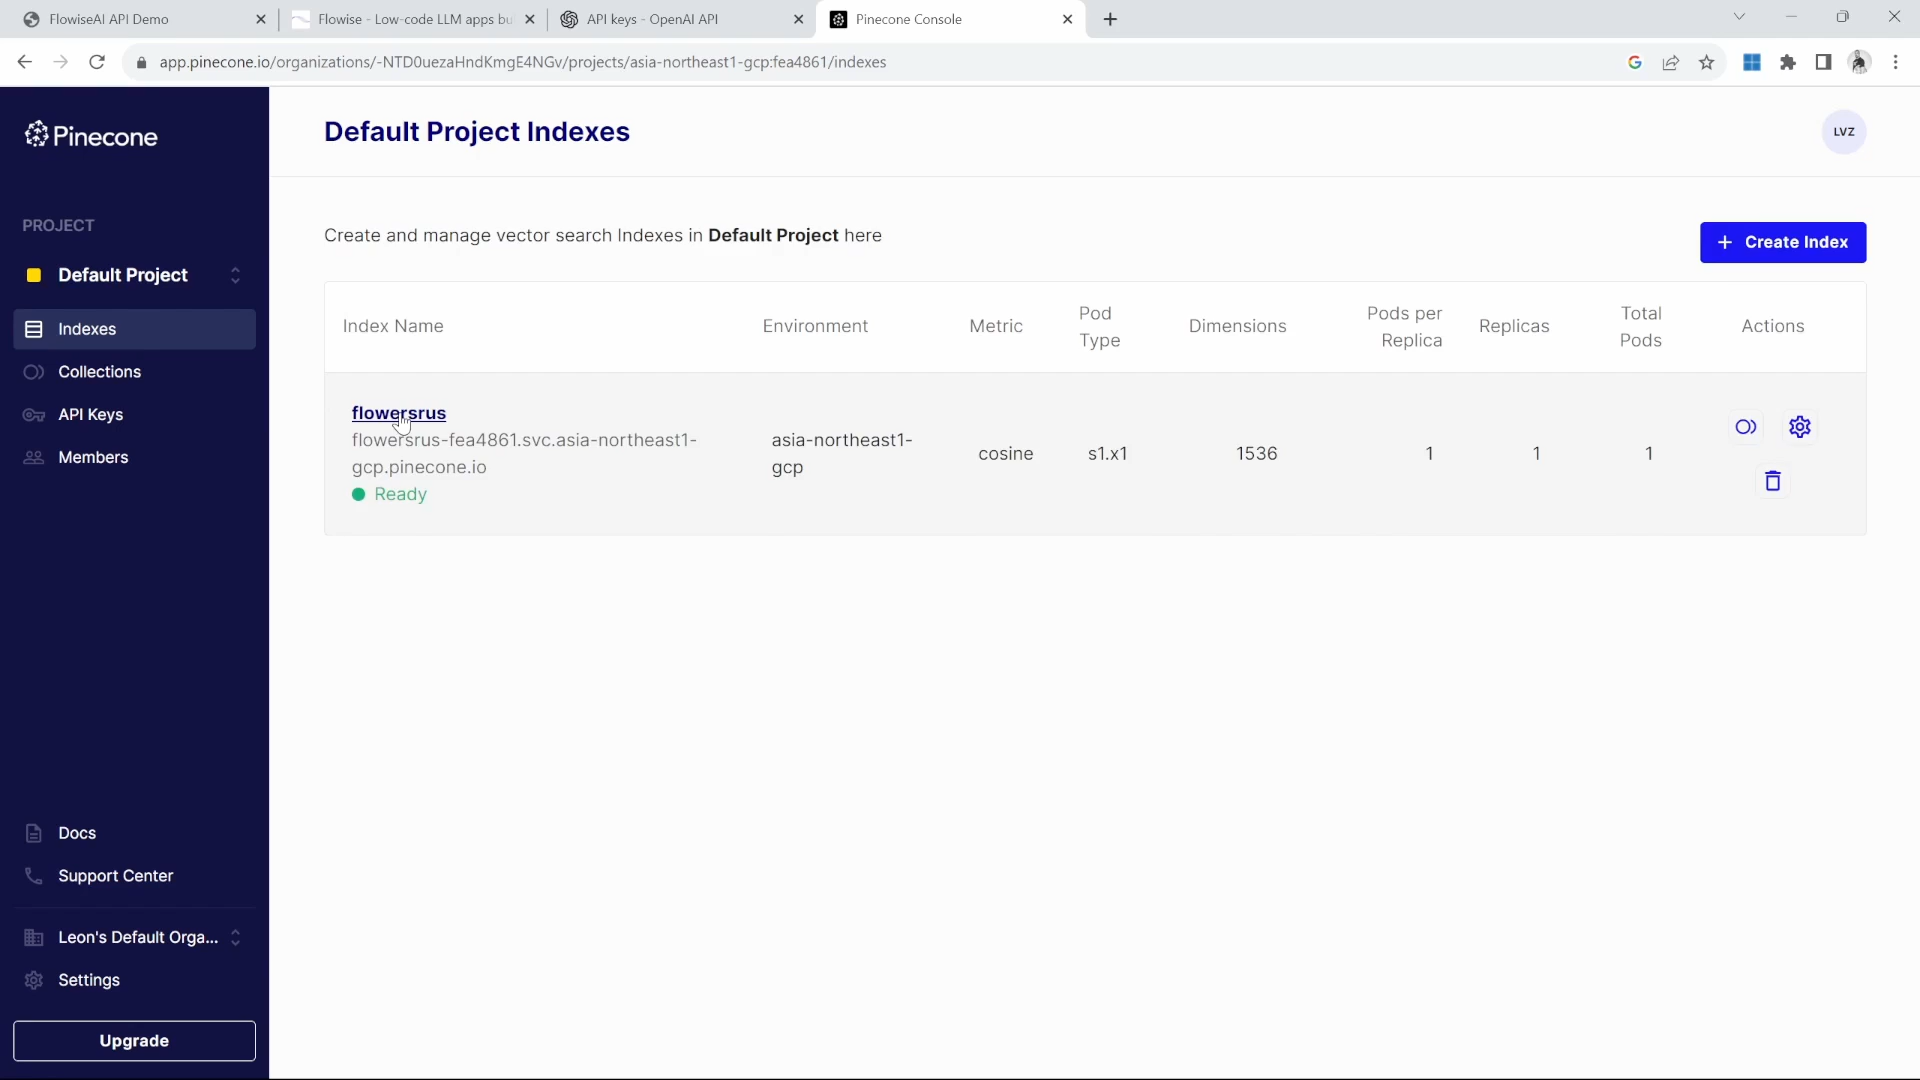 FlowiseAI API Demo
Flowise - Low-code LLM apps bu
API keys - OpenAI API
Pinecone Console
app.pinecone.io/organizations/-NTD0uezaHndKmgE4NGv/projects/asia-northeast1-gcp:fea4861/indexes
Pinecone
Default Project Indexes
LVZ
PROJECT
Default Project
Indexes
Collections
API Keys
Members
Create and manage vector search Indexes in Default Project here
+ Create Index
Index Name
Environment
Metric
Pod
Type
Dimensions
Pods per
Replica
Replicas
Total
Pods
Actions
flowersrus
flowersrus-fea4861.svc.asia-northeast1-
gcp.pinecone.io
Ready
asia-northeast1-
gcp
cosine
s1.x1
1536
1
1
1
Docs
Support Center
Leon's Default Orga...
Settings
Upgrade